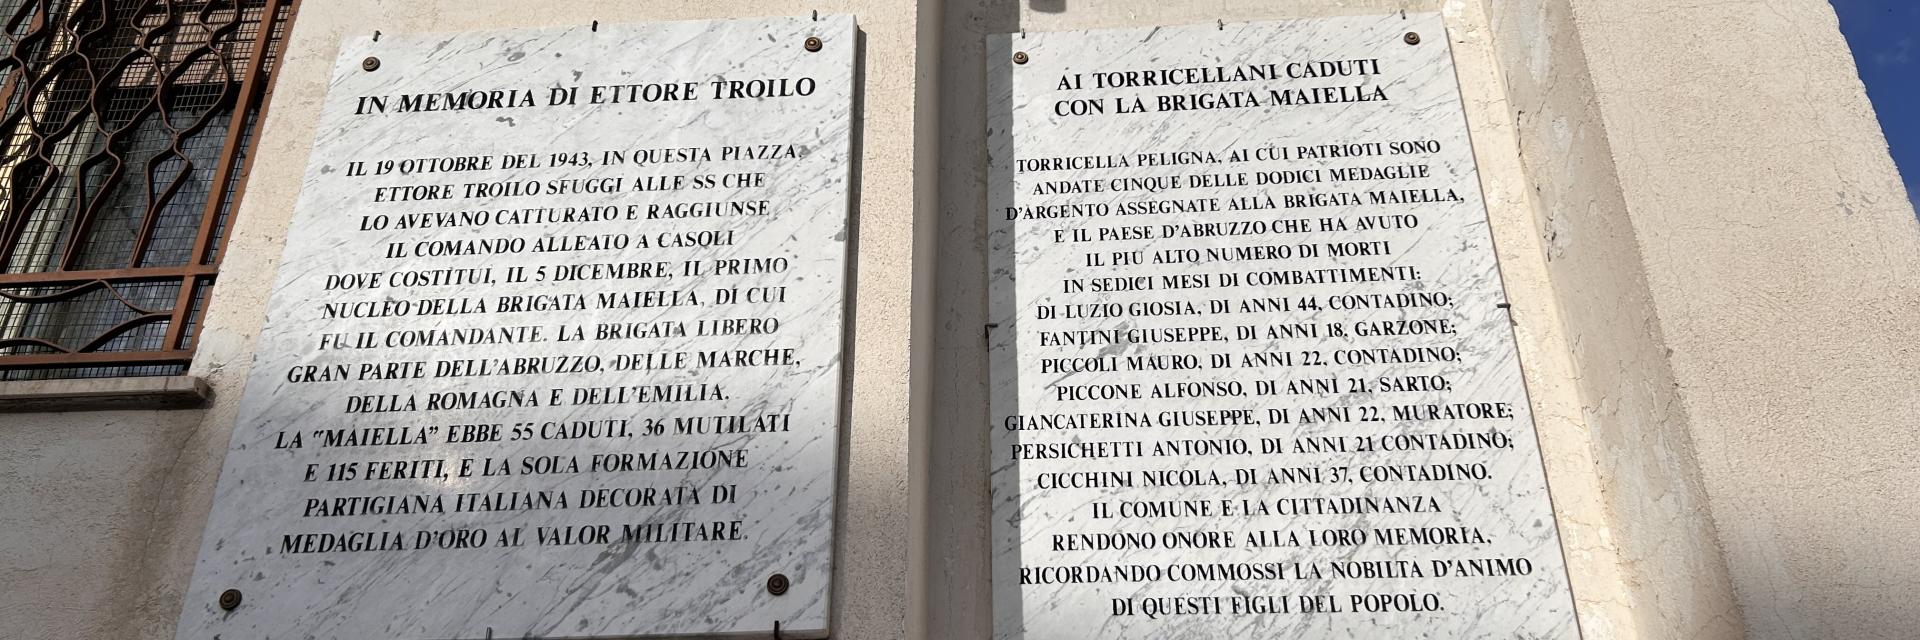 IN MEMORIA DI ETTORE TROILO
IL 19 OTTOBRE DEL 1943, IN QUESTA PIAZZA,
ETTORE TROILO SFUGGI ALLE SS CHE
LO AVEVANO CATTURATO E RAGGIUNSE
IL COMANDO ALLEATO A CASOLI
DOVE COSTITUI, IL 5 DICEMBRE, IL PRIMO
NUCLEO DELLA BRIGATA MAIELLA, DI CUI
FU IL COMANDANTE. LA BRIGATA LIBERO
GRAN PARTE DELL'ABRUZZO, DELLE MARCHE,
DELLA ROMAGNA E DELL'EMILIA.
LA "MAIELLA" EBBE 55 CADUTI, 36 MUTILATI
E 115 FERITI, E LA SOLA FORMAZIONE
PARTIGIANA ITALIANA DECORATA DI
MEDAGLIA D'ORO AL VALOR MILITARE.
AI TORRICELLANI CADUTI
CON LA BRIGATA MAIELLA
TORRICELLA PELIGNA, AI CUI PATRIOTI SONO
ANDATE CINQUE DELLE DODICI MEDAGLIE
D'ARGENTO ASSEGNATE ALLA BRIGATA MAIELLA,
E IL PAESE D'ABRUZZO CHE HA AVUTO
IL PIU ALTO NUMERO DI MORTI
IN SEDICI MESI DI COMBATTIMENTI:
DI LUZIO GIOSIA, DI ANNI 44, CONTADINO;
FANTINI GIUSEPPE, DI ANNI 18, GARZONE;
PICCOLI MAURO, DI ANNI 22, CONTADINO;
PICCONE ALFONSO, DI ANNI 21, SARTO;
GIANCATERINA GIUSEPPE, DI ANNI 22, MURATORE;
PERSICHETTI ANTONIO, DI ANNI 21 CONTADINO;
CICCHINI NICOLA, DI ANNI 37, CONTADINO.
IL COMUNE E LA CITTADINANZA
RENDONO ONORE ALLA LORO MEMORIA,
RICORDANDO COMMOSSI LA NOBILTA D'ANIMO
DI QUESTI FIGLI DEL POPOLO.